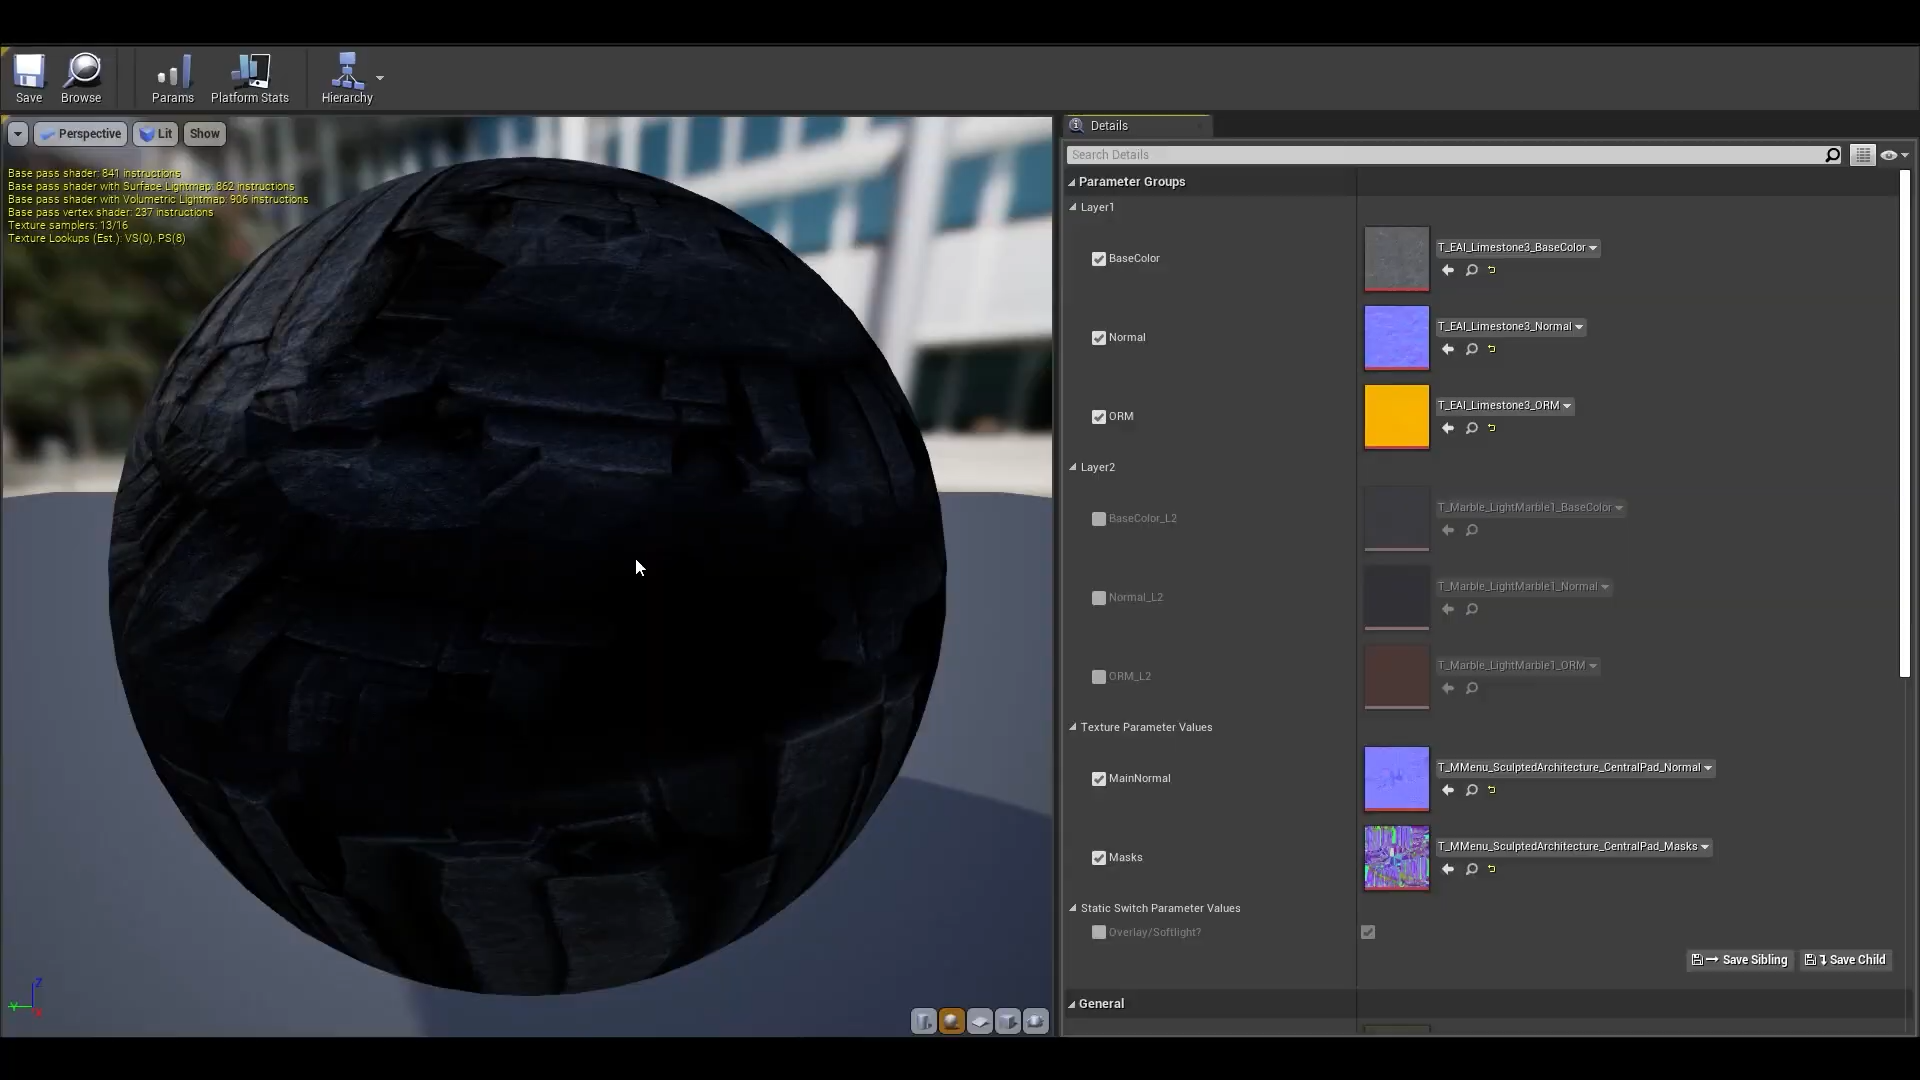 Save
Browse
Params
Platform Stats
Hierarchy
Perspective
Lit
Show
Base pass shader: 841 instructions
Base pass shader with Surface Lightmap: 862 instructions
Base pass shader with Volumetric Lightmap: 906 instructions
Base pass vertex shader: 237 instructions
Texture samplers: 13/16
Texture Lookups (Est.): VS(0), PS(8)
Z
Y
X
Details
Search Details
Parameter Groups
Layer1
BaseColor
T_EAI_Limestone3_BaseColor
Normal
T_EAI_Limestone3_Normal
ORM
T_EAI_Limestone3_ORM
Layer2
BaseColor_L2
T_Marble_LightMarble1_BaseColor
Normal_L2
T_Marble_LightMarble1_Normal
ORM_L2
T_Marble_LightMarble1_ORM
Texture Parameter Values
MainNormal
T_MMenu_SculptedArchitecture_CentralPad_Normal
Masks
T_MMenu_SculptedArchitecture_CentralPad_Masks
Static Switch Parameter Values
Overlay/Softlight?
Save Sibling
Save Child
General